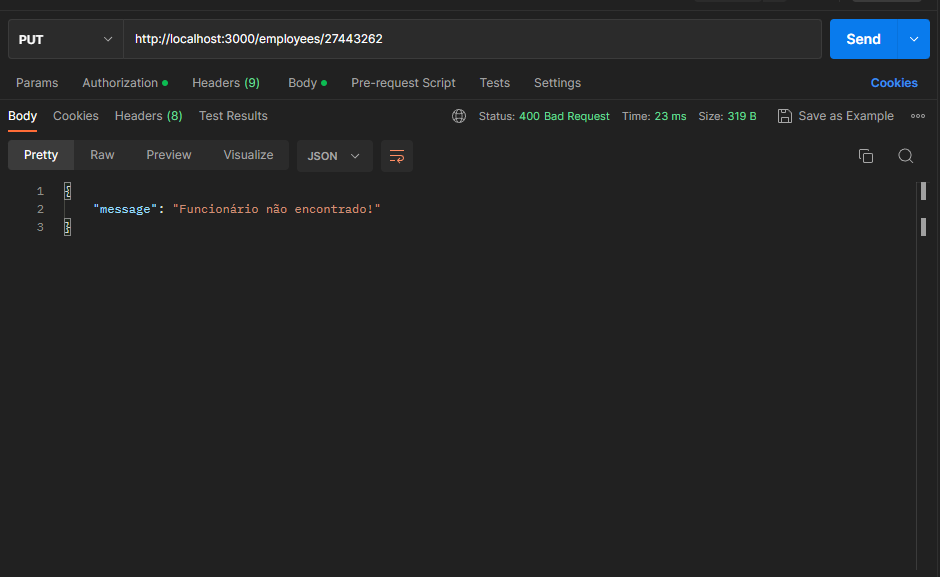 PUT http://localhost:3000/employees/27443262 Send
Params Authorization Headers (9) Body Pre-request Script Tests Settings Cookies
Body Cookies Headers (8) Test Results Status: 400 Bad Request Time: 23 ms Size: 319 B Save as Example
Pretty Raw Preview Visualize JSON
1 {
2 "message": "Funcionário não encontrado!"
3 }